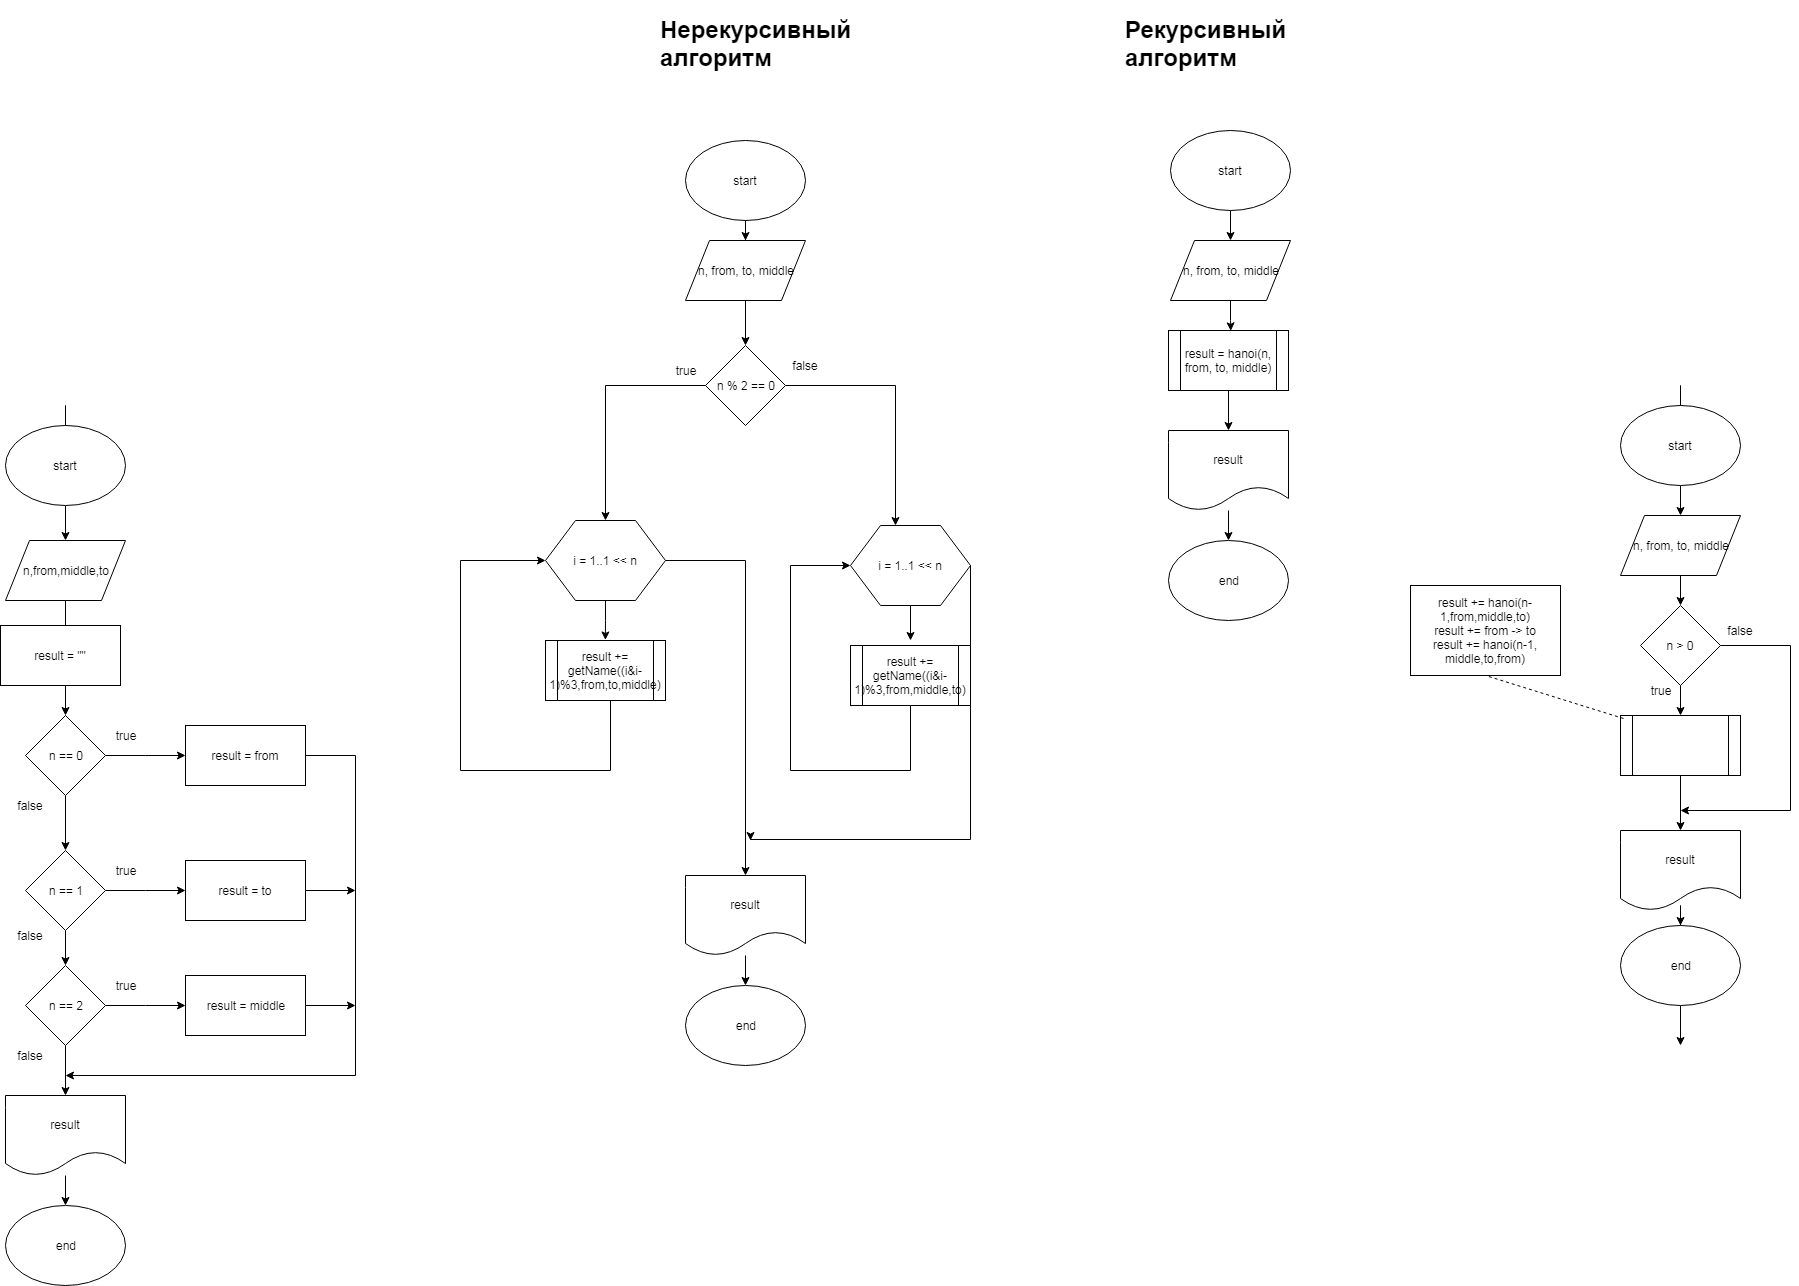 Нерекурсивный
алгоритм
Рекурсивный
алгоритм
start
n,from,middle,to
result = ""
n == 0
true
result = from
false
n == 1
true
result = to
false
n == 2
true
result = middle
false
result
end
start
n, from, to, middle
n % 2 == 0
true
false
i = 1..1 << n
result +=
getName((i&i-
1)%3,from,to,middle)
i = 1..1 << n
result +=
getName((i&i-
1)%3,from,middle,to)
result
end
start
n, from, to, middle
result = hanoi(n,
from, to, middle)
result
end
start
n, from, to, middle
n > 0
false
true
result += hanoi(n-
1,from,middle,to)
result += from -> to
result += hanoi(n-1,
middle,to,from)
result
end